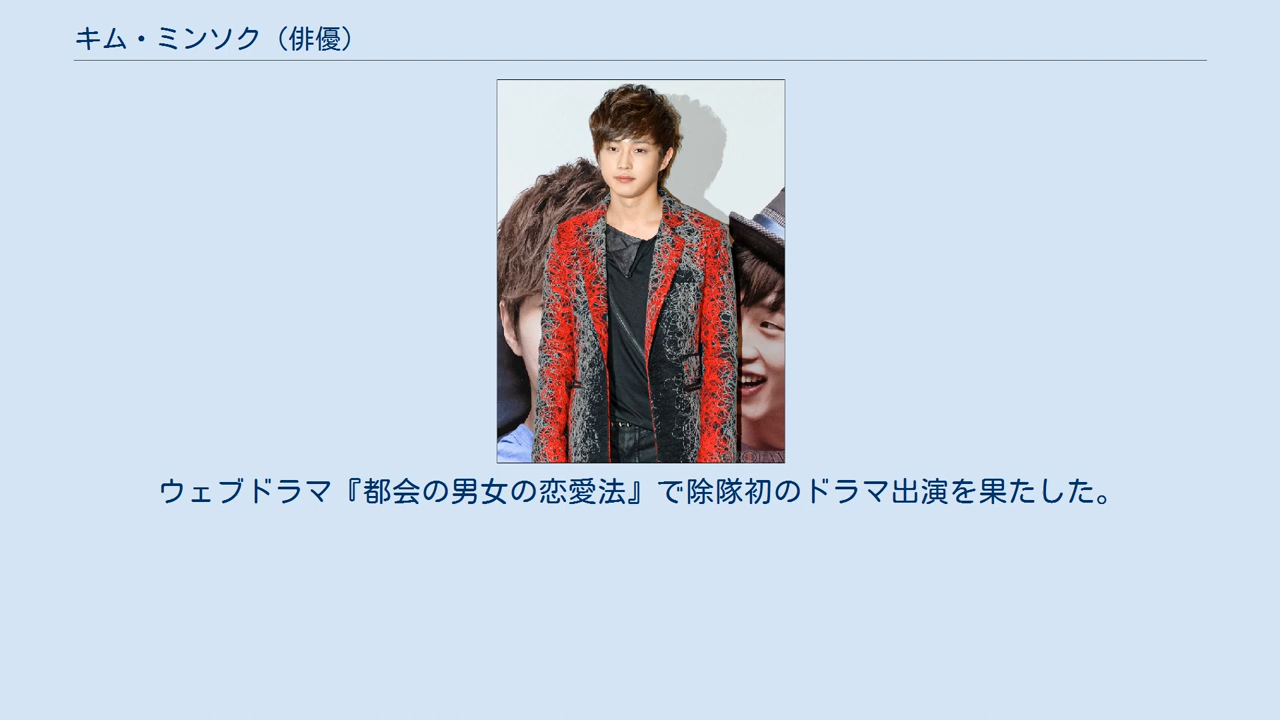 キム・ミンソク（俳優）
ウェブドラマ『都会の男女の恋愛法』で除隊初のドラマ出演を果たした。